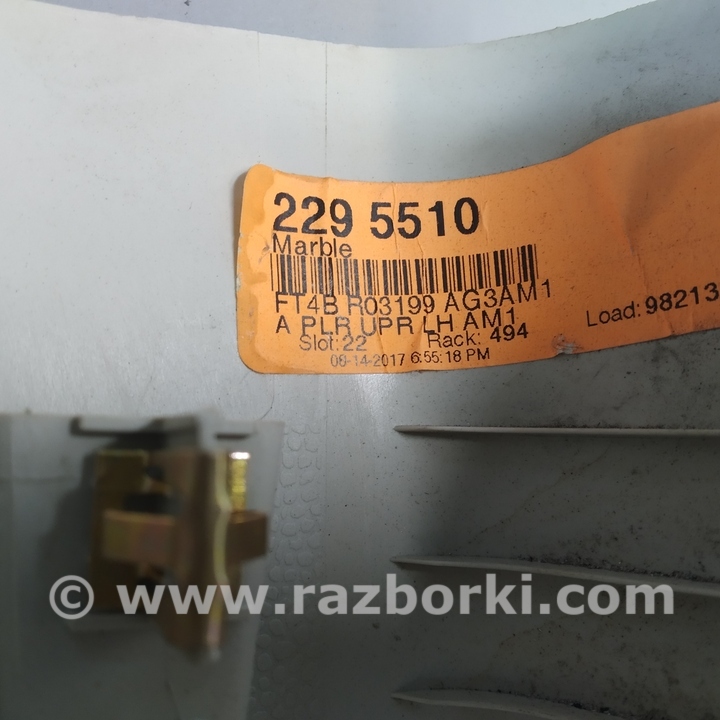 229 5510
Marble
FT4B R03199 AG3AM1
A PLR UPR LH AM1
Slot: 22 Rack: 494 Load: 98213
08-14-2017 6:55:18 PM
© www.razborki.com